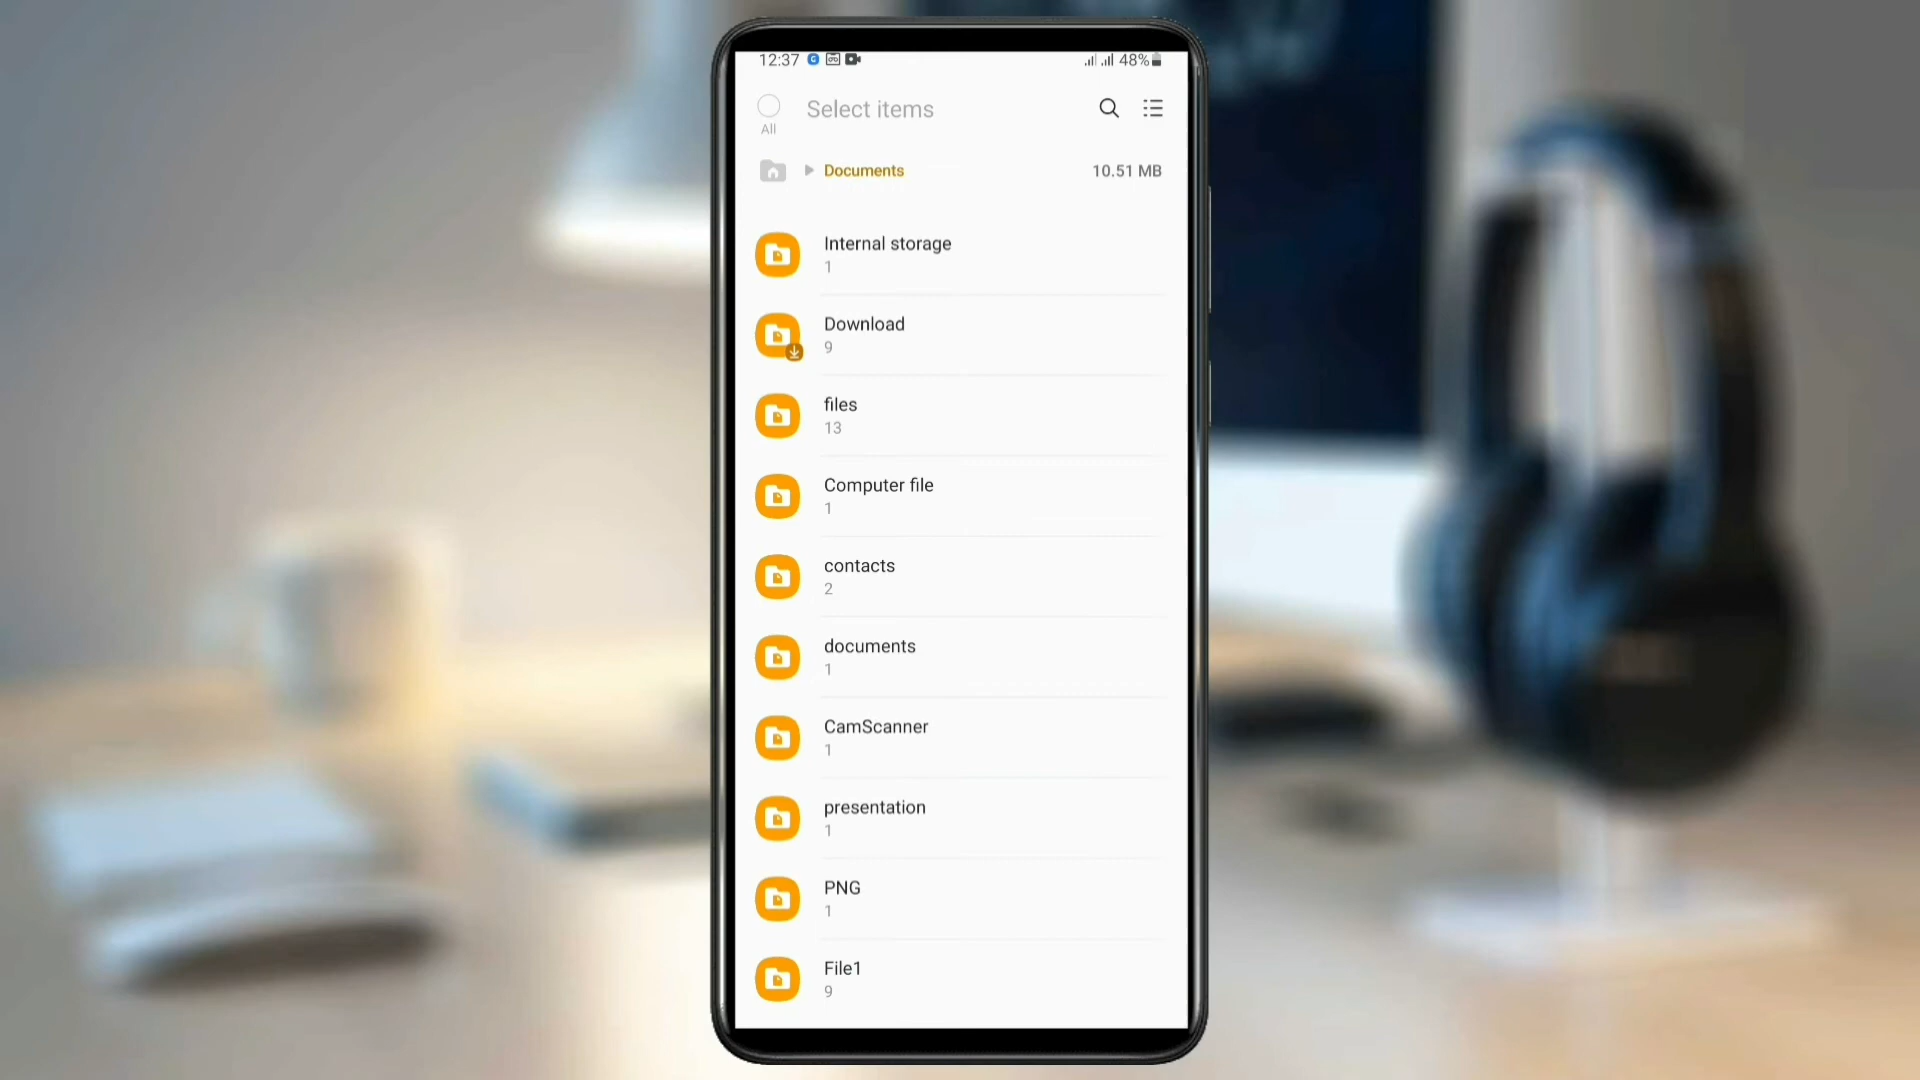 12:37
48%
Select items
All
Documents
10.51 MB
Internal storage
1
Download
9
files
13
Computer file
1
contacts
2
documents
1
CamScanner
1
presentation
1
PNG
1
File1
9